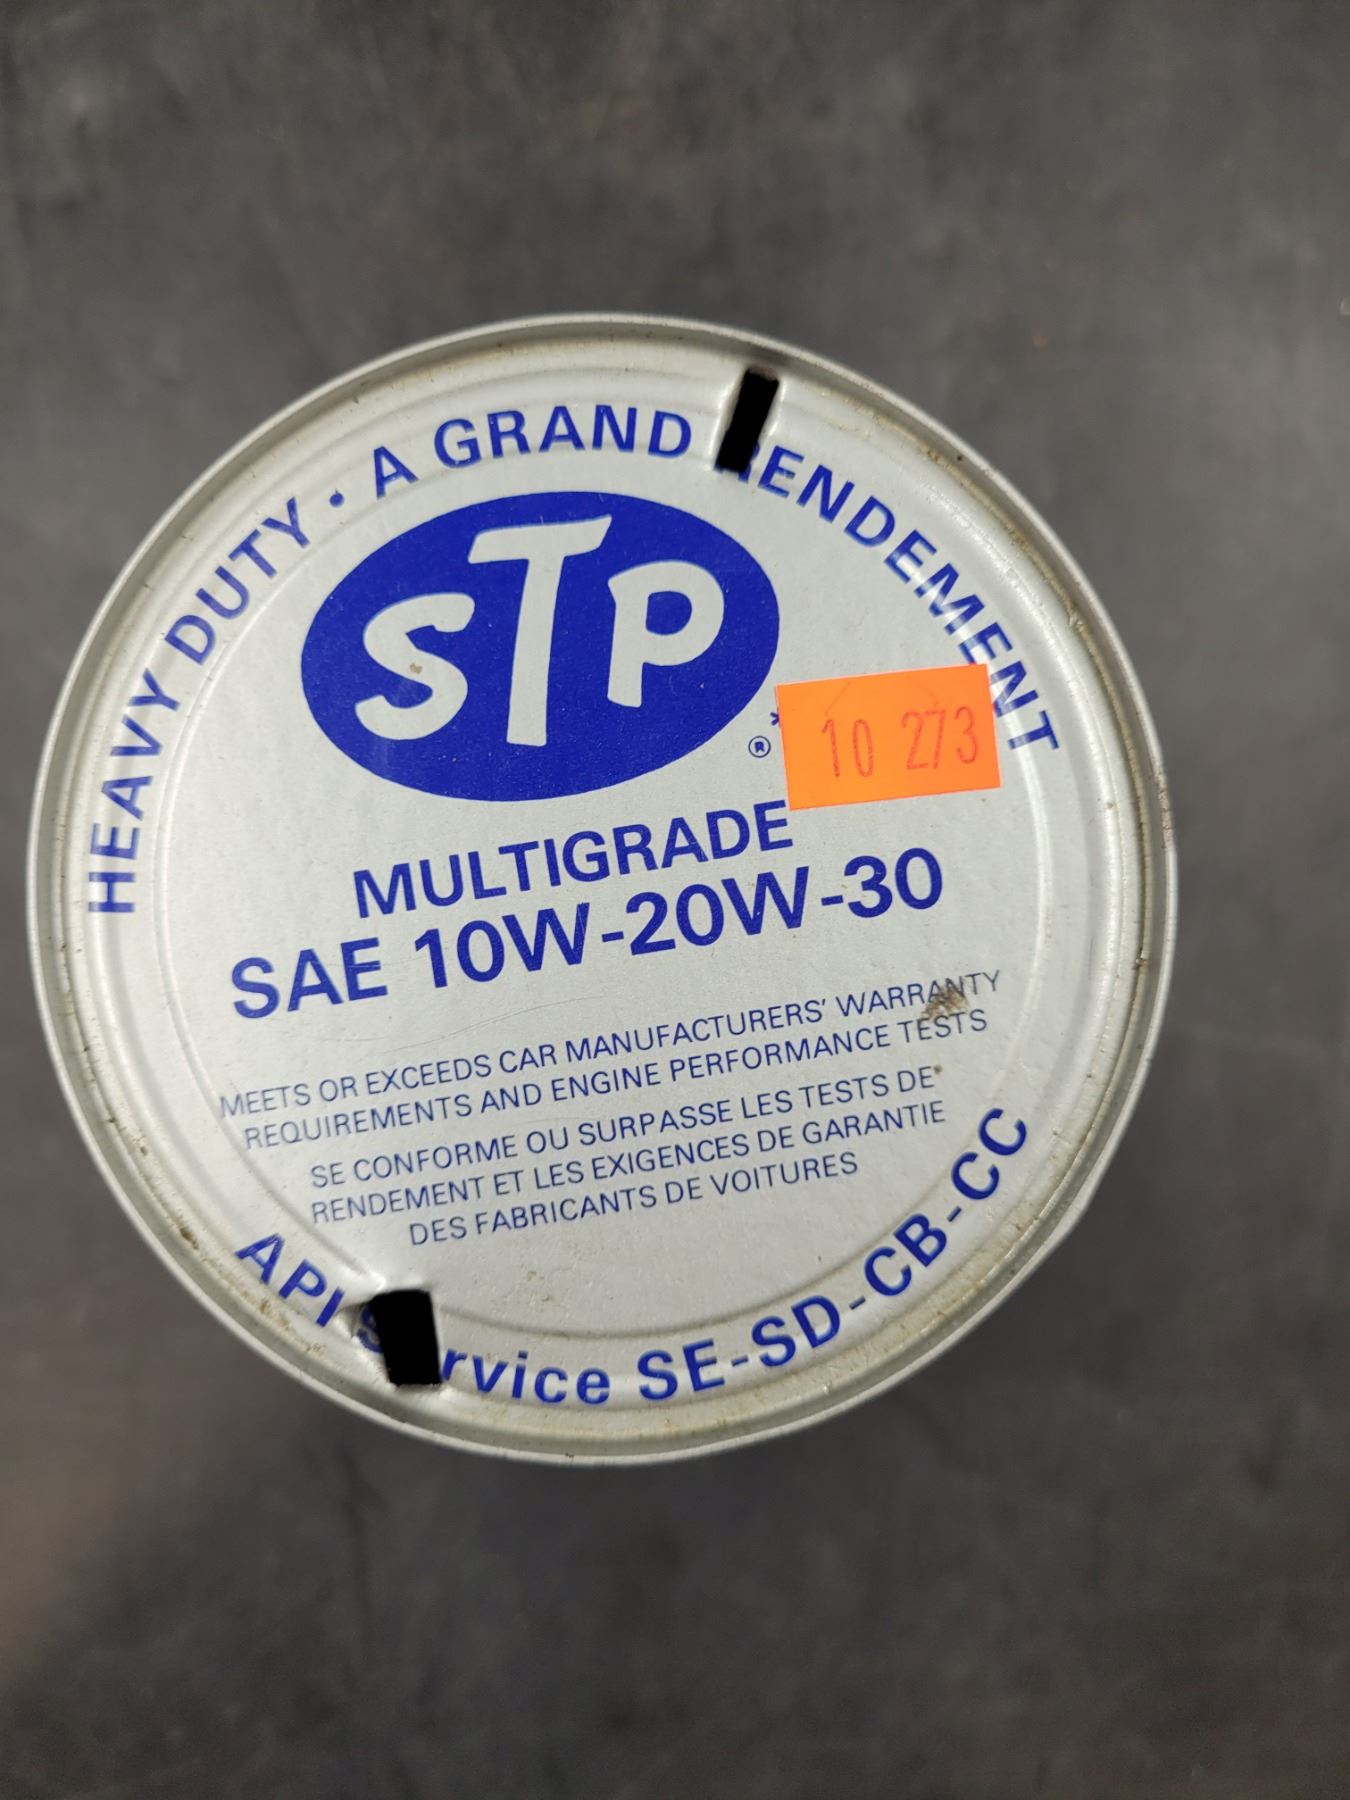 HEAVY DUTY • A GRAND RENDEMENT
STP
®
10 273
MULTIGRADE
SAE 10W-20W-30
MEETS OR EXCEEDS CAR MANUFACTURERS' WARRANTY
REQUIREMENTS AND ENGINE PERFORMANCE TESTS
SE CONFORME OU SURPASSE LES TESTS DE
RENDEMENT ET LES EXIGENCES DE GARANTIE
DES FABRICANTS DE VOITURES
API Service SE-SD-CB-CC